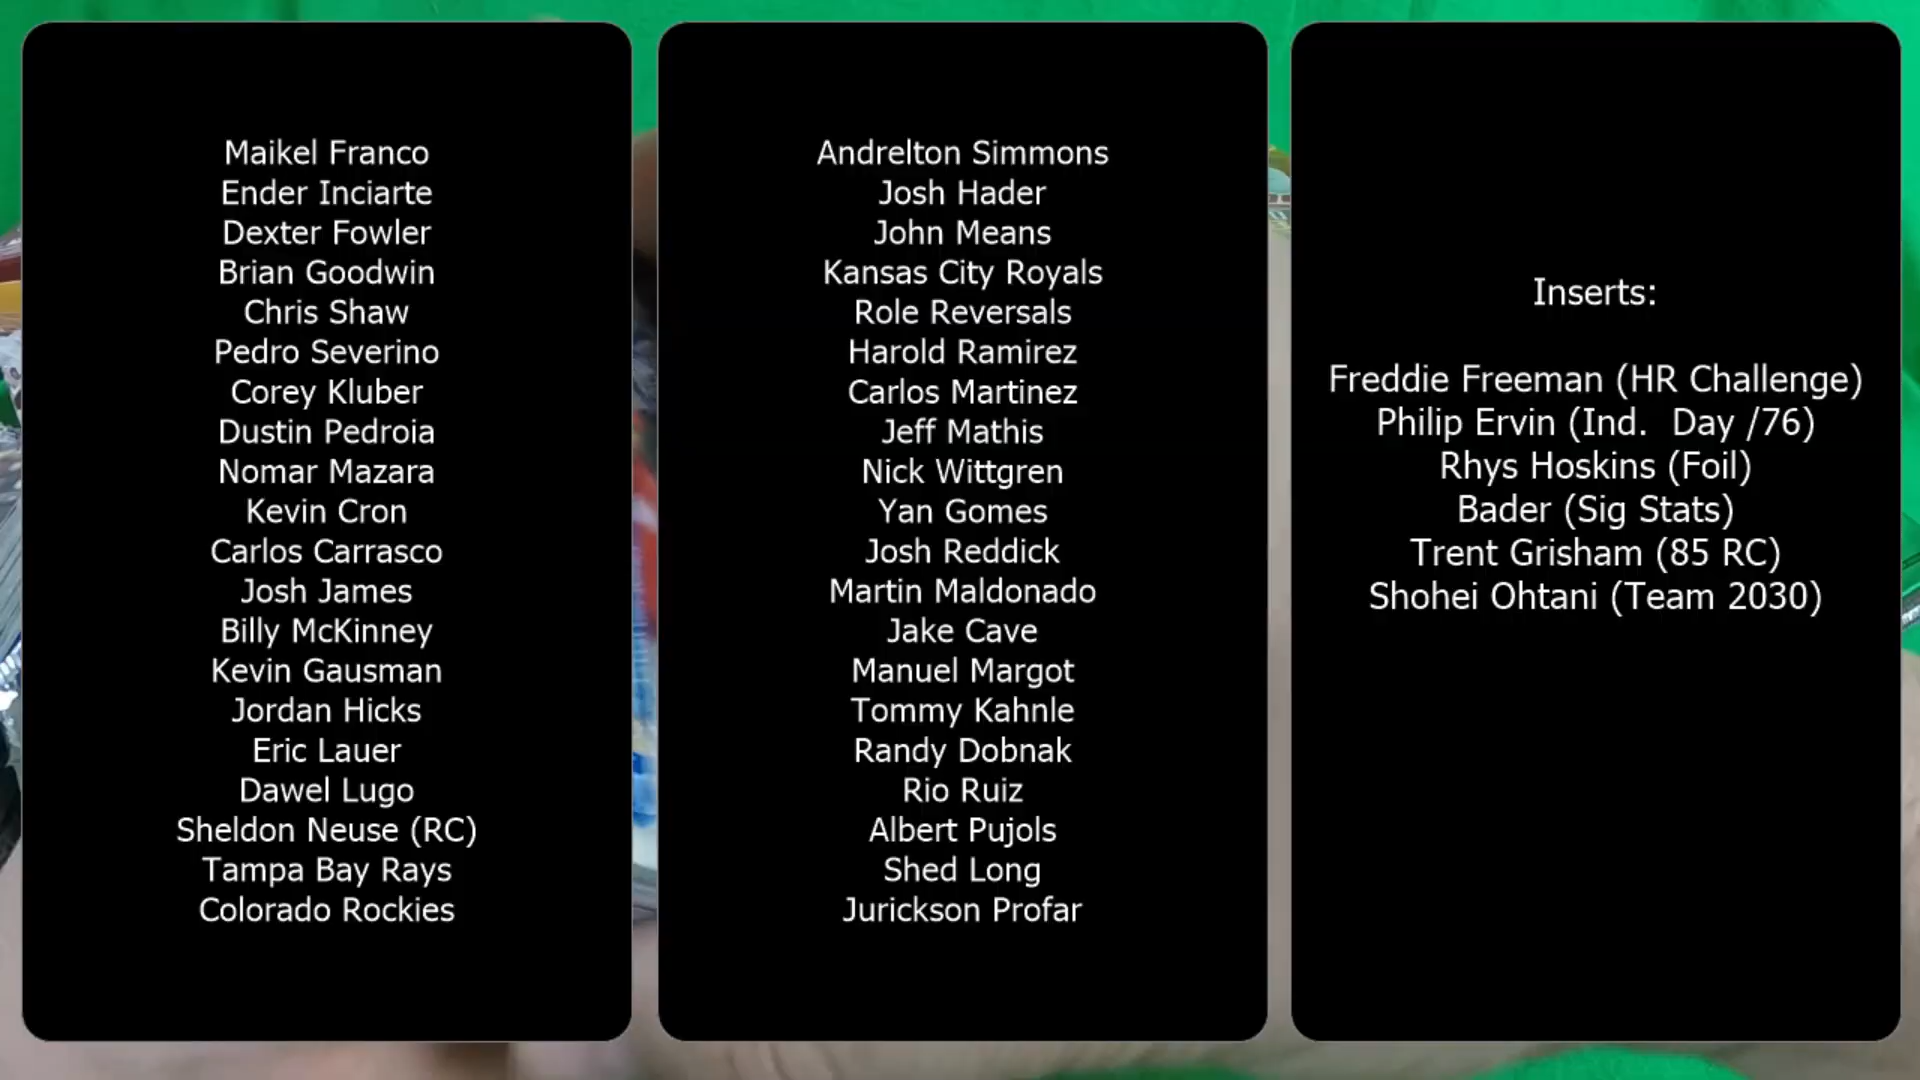 Maikel Franco
Ender Inciarte
Dexter Fowler
Brian Goodwin
Chris Shaw
Pedro Severino
Corey Kluber
Dustin Pedroia
Nomar Mazara
Kevin Cron
Carlos Carrasco
Josh James
Billy McKinney
Kevin Gausman
Jordan Hicks
Eric Lauer
Dawel Lugo
Sheldon Neuse (RC)
Tampa Bay Rays
Colorado Rockies
Andrelton Simmons
Josh Hader
John Means
Kansas City Royals
Role Reversals
Harold Ramirez
Carlos Martinez
Jeff Mathis
Nick Wittgren
Yan Gomes
Josh Reddick
Martin Maldonado
Jake Cave
Manuel Margot
Tommy Kahnle
Randy Dobnak
Rio Ruiz
Albert Pujols
Shed Long
Jurickson Profar
Inserts:
Freddie Freeman (HR Challenge)
Philip Ervin (Ind.  Day /76)
Rhys Hoskins (Foil)
Bader (Sig Stats)
Trent Grisham (85 RC)
Shohei Ohtani (Team 2030)